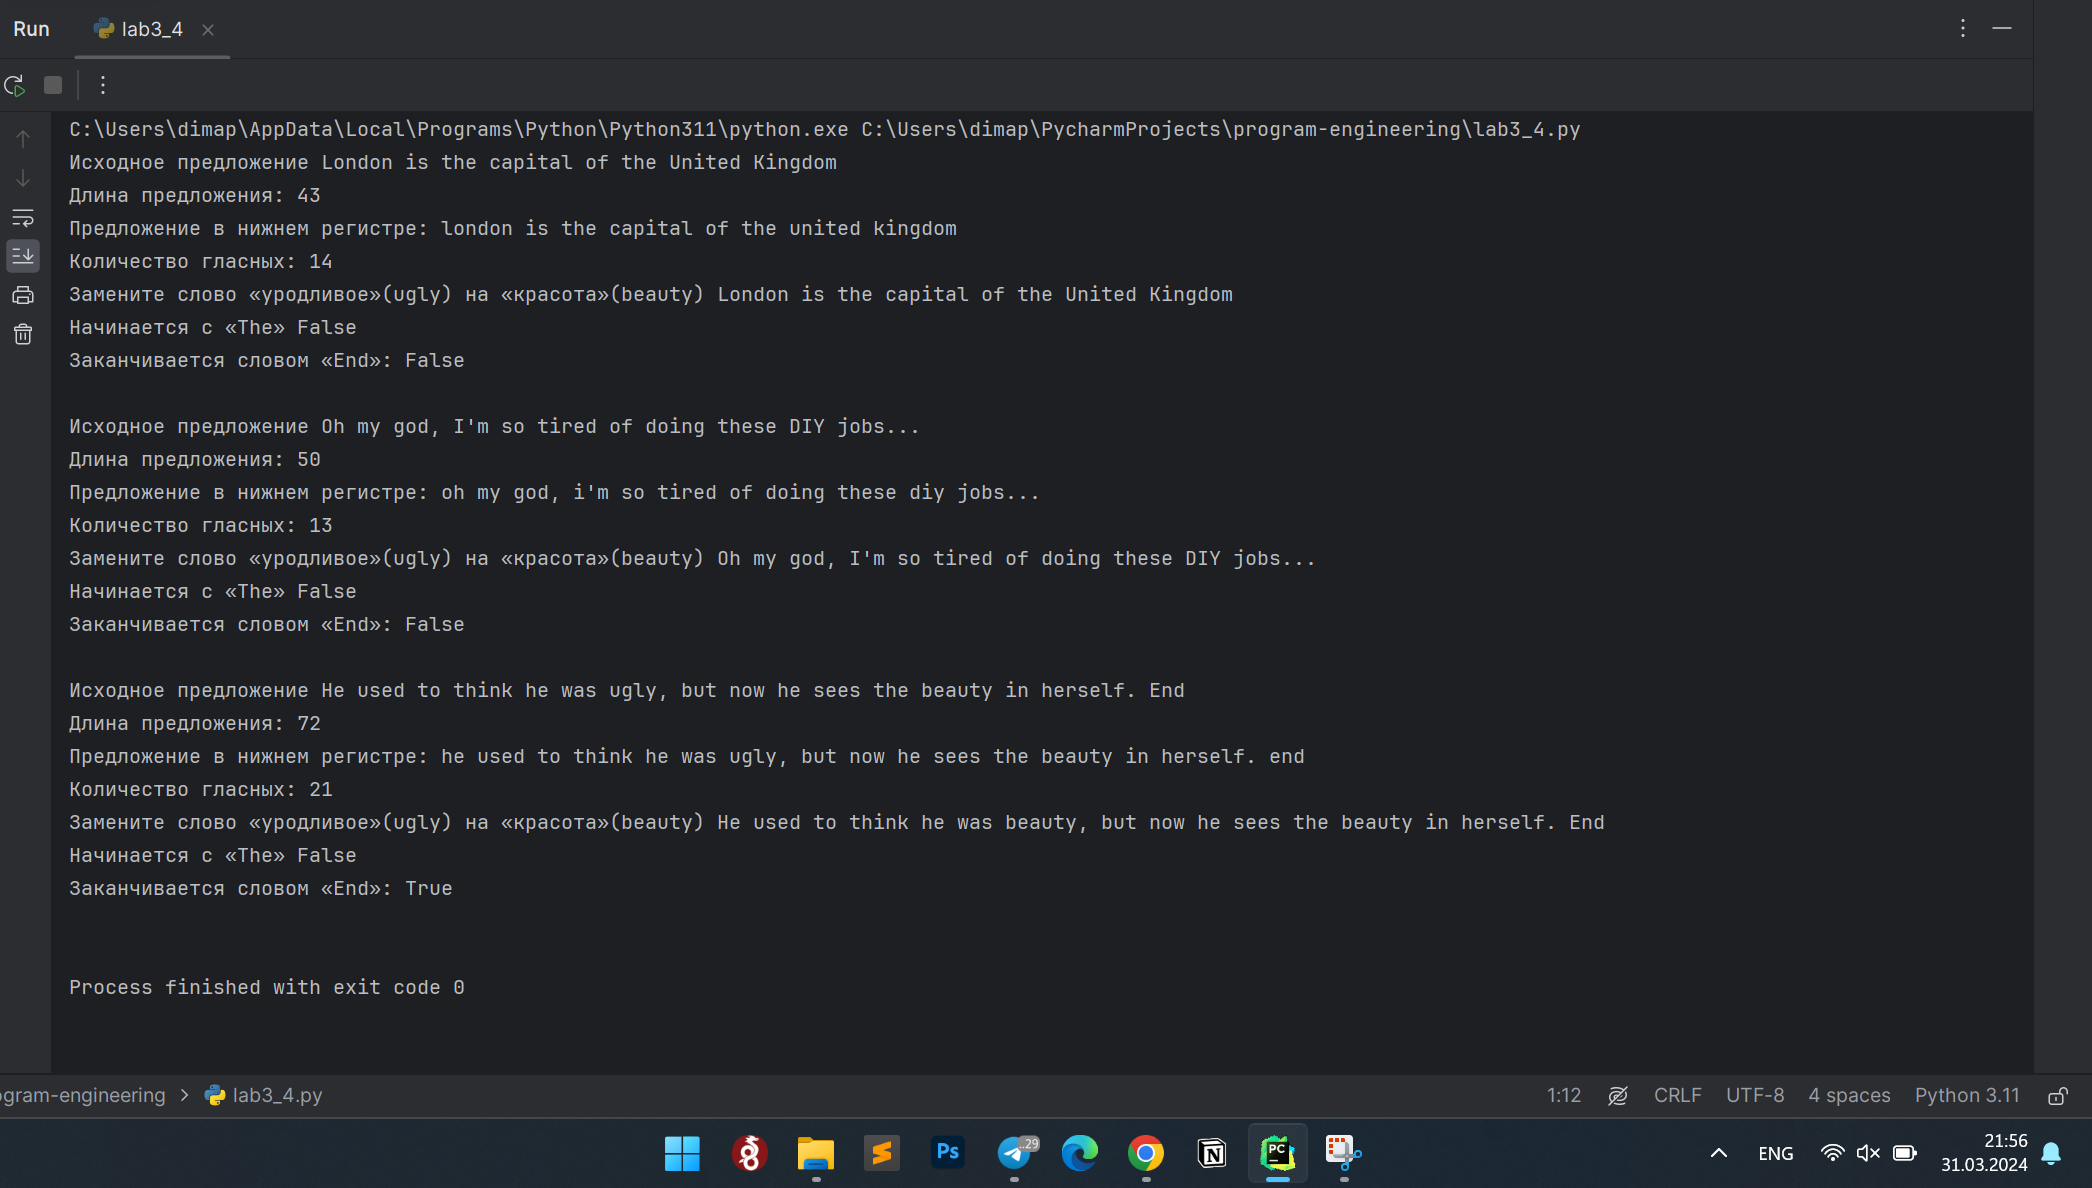 Run lab3_4
C:\Users\dimap\AppData\Local\Programs\Python\Python311\python.exe C:\Users\dimap\PycharmProjects\program-engineering\lab3_4.py
Исходное предложение London is the capital of the United Kingdom
Длина предложения: 43
Предложение в нижнем регистре: london is the capital of the united kingdom
Количество гласных: 14
Замените слово «уродливое»(ugly) на «красота»(beauty) London is the capital of the United Kingdom
Начинается с «The» False
Заканчивается словом «End»: False
Исходное предложение Oh my god, I'm so tired of doing these DIY jobs...
Длина предложения: 50
Предложение в нижнем регистре: oh my god, i'm so tired of doing these diy jobs...
Количество гласных: 13
Замените слово «уродливое»(ugly) на «красота»(beauty) Oh my god, I'm so tired of doing these DIY jobs...
Начинается с «The» False
Заканчивается словом «End»: False
Исходное предложение He used to think he was ugly, but now he sees the beauty in herself. End
Длина предложения: 72
Предложение в нижнем регистре: he used to think he was ugly, but now he sees the beauty in herself. end
Количество гласных: 21
Замените слово «уродливое»(ugly) на «красота»(beauty) He used to think he was beauty, but now he sees the beauty in herself. End
Начинается с «The» False
Заканчивается словом «End»: True
Process finished with exit code 0
ogram-engineering > lab3_4.py 1:12 CRLF UTF-8 4 spaces Python 3.11
Ps ..29 N PC ENG 21:56
31.03.2024